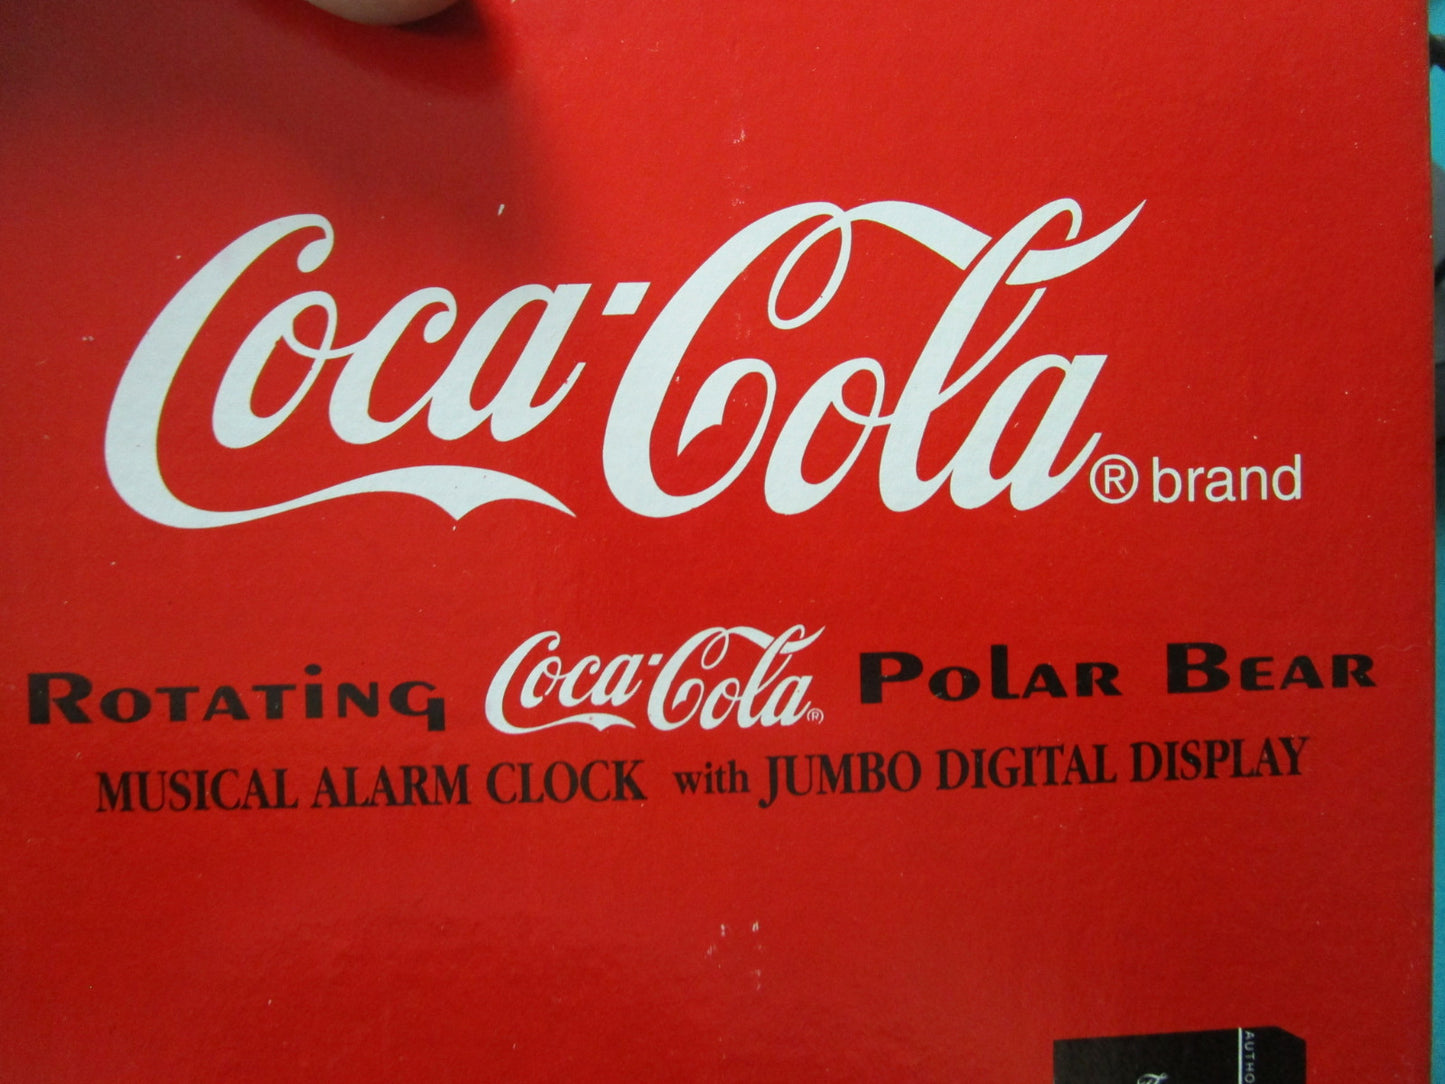 Coca-Cola® brand
Rotating Coca-Cola® Polar Bear
MUSICAL ALARM CLOCK with JUMBO DIGITAL DISPLAY